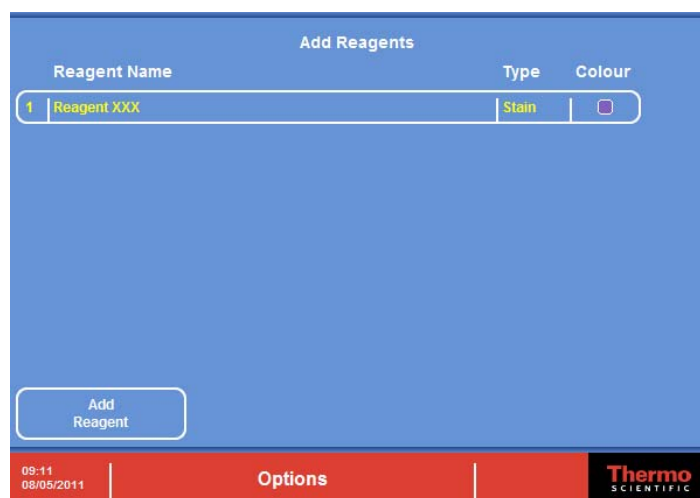 Add Reagents
Reagent Name Type Colour
1 Reagent XXX Stain
Add
Reagent
09:11
08/05/2011
Options
Thermo
SCIENTIFIC